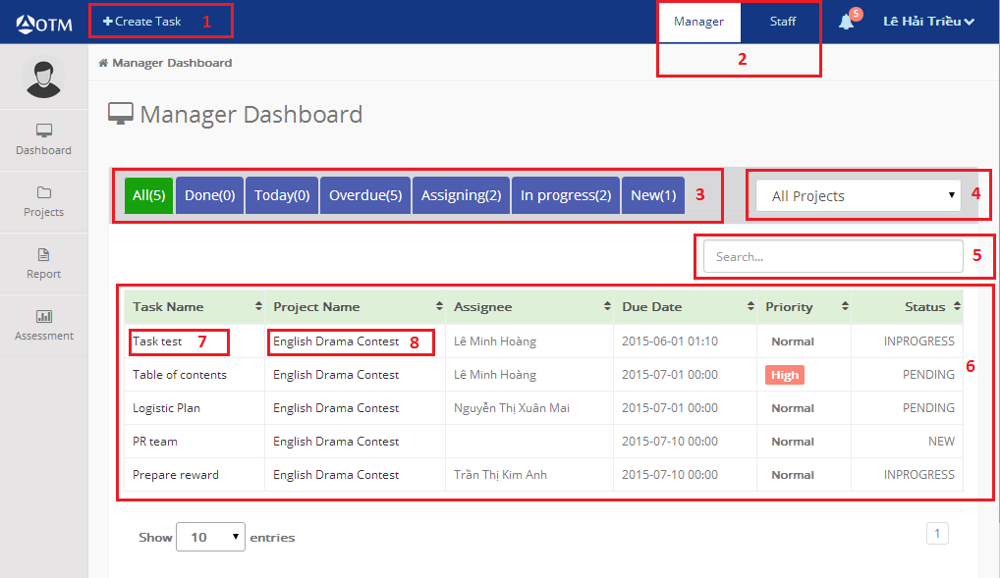 AOTM
Create Task 1
Manager Staff
2
5
Lê Hải Triều
Manager Dashboard
Manager Dashboard
Dashboard
Projects
Report
Assessment
All(5) Done(0) Today(0) Overdue(5) Assigning(2) In progress(2) New(1) 3
All Projects 4
Search... 5
Task Name Project Name Assignee Due Date Priority Status
Task test 7 English Drama Contest 8 Lê Minh Hoàng 2015-06-01 01:10 Normal INPROGRESS
6
Table of contents English Drama Contest Lê Minh Hoàng 2015-07-01 00:00 High PENDING
Logistic Plan English Drama Contest Nguyễn Thị Xuân Mai 2015-07-01 00:00 Normal PENDING
PR team English Drama Contest 2015-07-10 00:00 Normal NEW
Prepare reward English Drama Contest Trần Thị Kim Anh 2015-07-10 00:00 Normal INPROGRESS
Show 10 entries 1